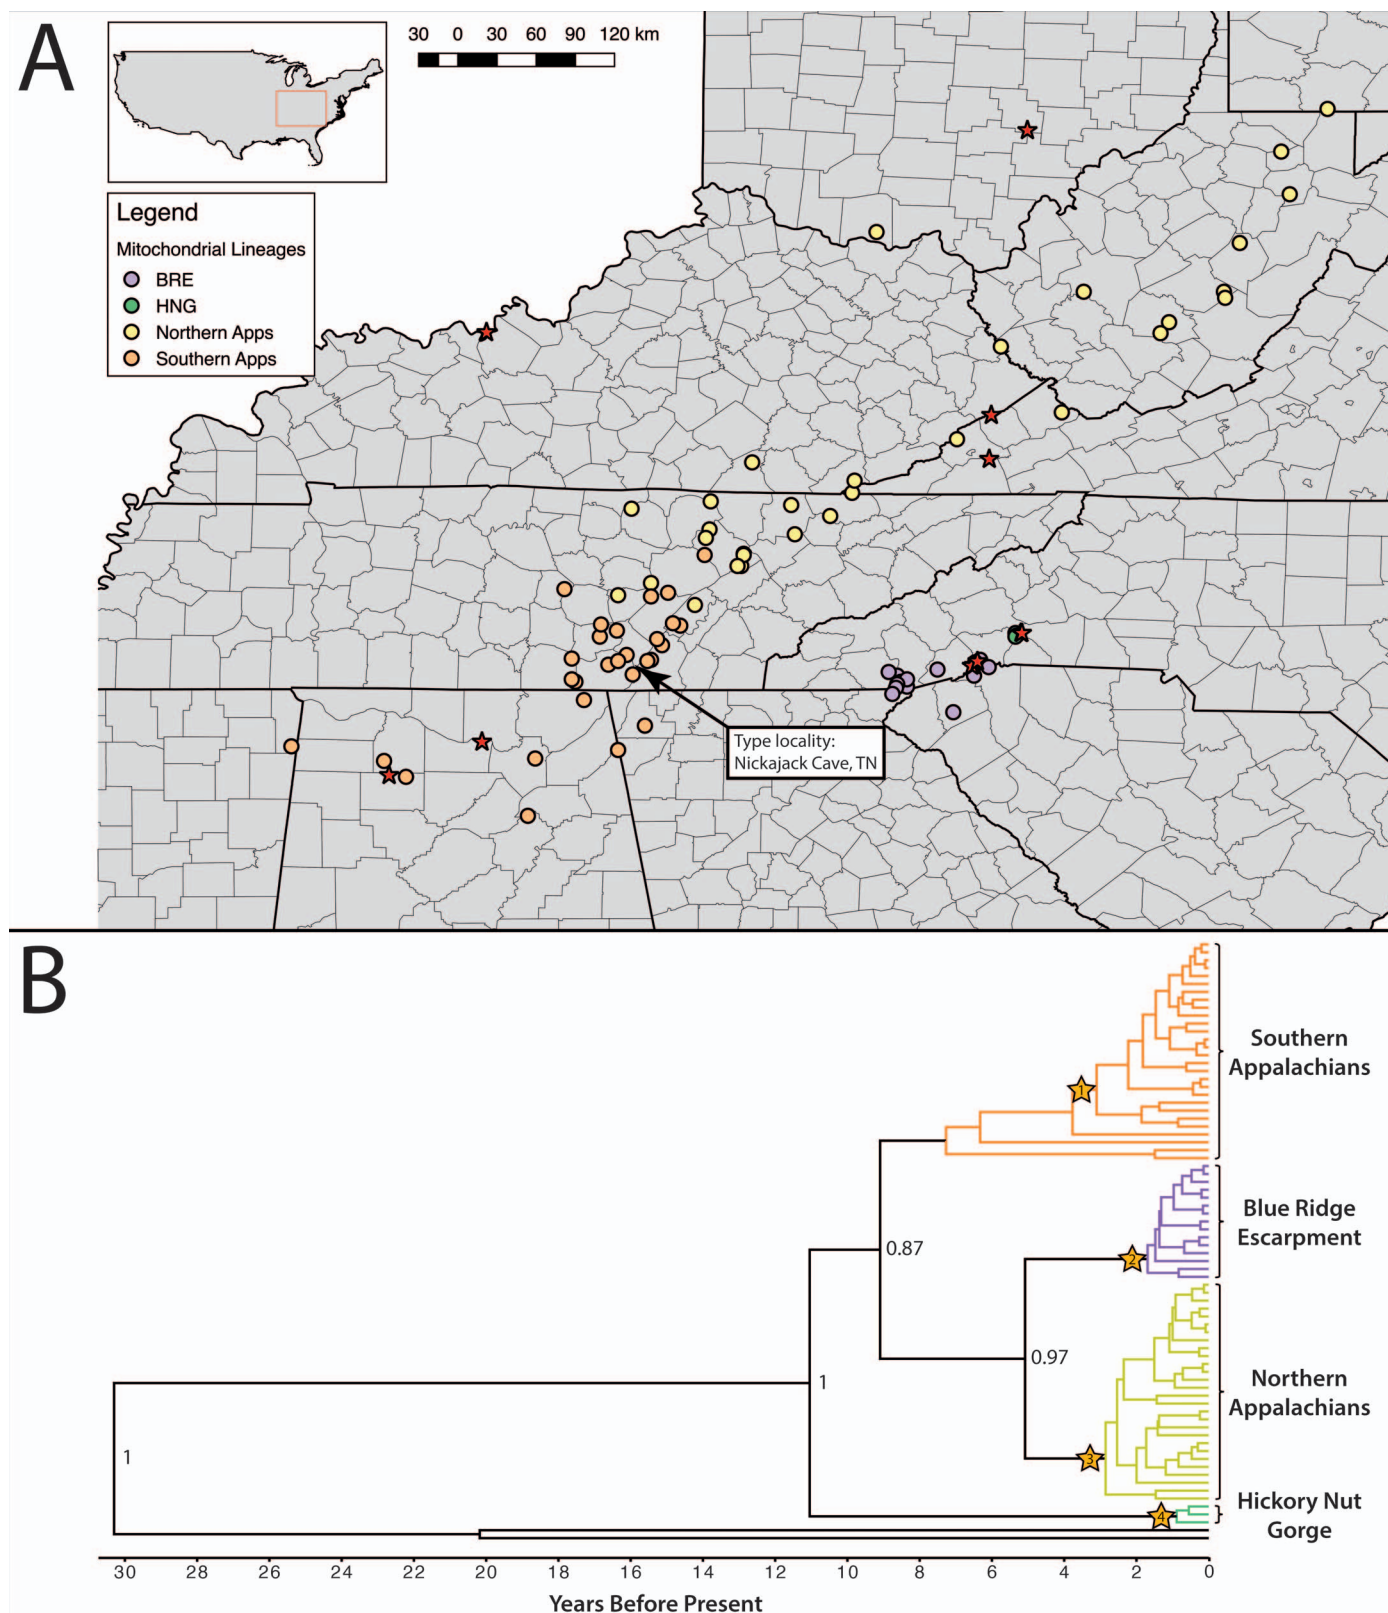 A
30 0 30 60 90 120 km
Legend
Mitochondrial Lineages
BRE
HNG
Northern Apps
Southern Apps
Type locality:
Nickajack Cave, TN
B
Southern
Appalachians
1
Blue Ridge
Escarpment
0.87
2
0.97
Northern
Appalachians
1
1
3
Hickory Nut
Gorge
4
30 28 26 24 22 20 18 16 14 12 10 8 6 4 2 0
Years Before Present